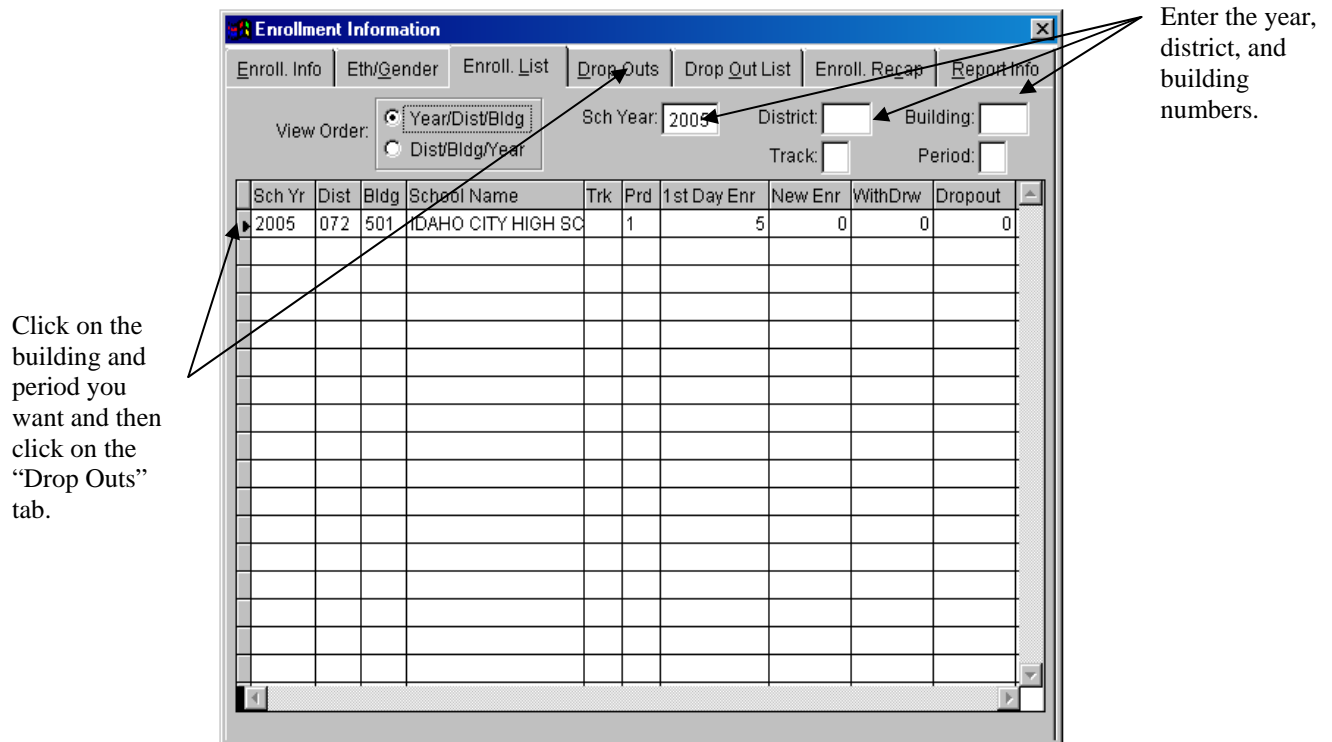 Enrollment Information
Enroll. Info Eth/Gender Enroll. List Drop Outs Drop Out List Enroll. Recap Report Info
View Order: Year/Dist/Bldg Sch Year: 2005 District: Building:
Dist/Bldg/Year Track: Period:
Sch Yr Dist Bldg School Name Trk Prd 1st Day Enr New Enr WithDrw Dropout
2005 072 501 IDAHO CITY HIGH SC 1 5 0 0 0
Enter the year,
district, and
building
numbers.
Click on the
building and
period you
want and then
click on the
“Drop Outs”
tab.